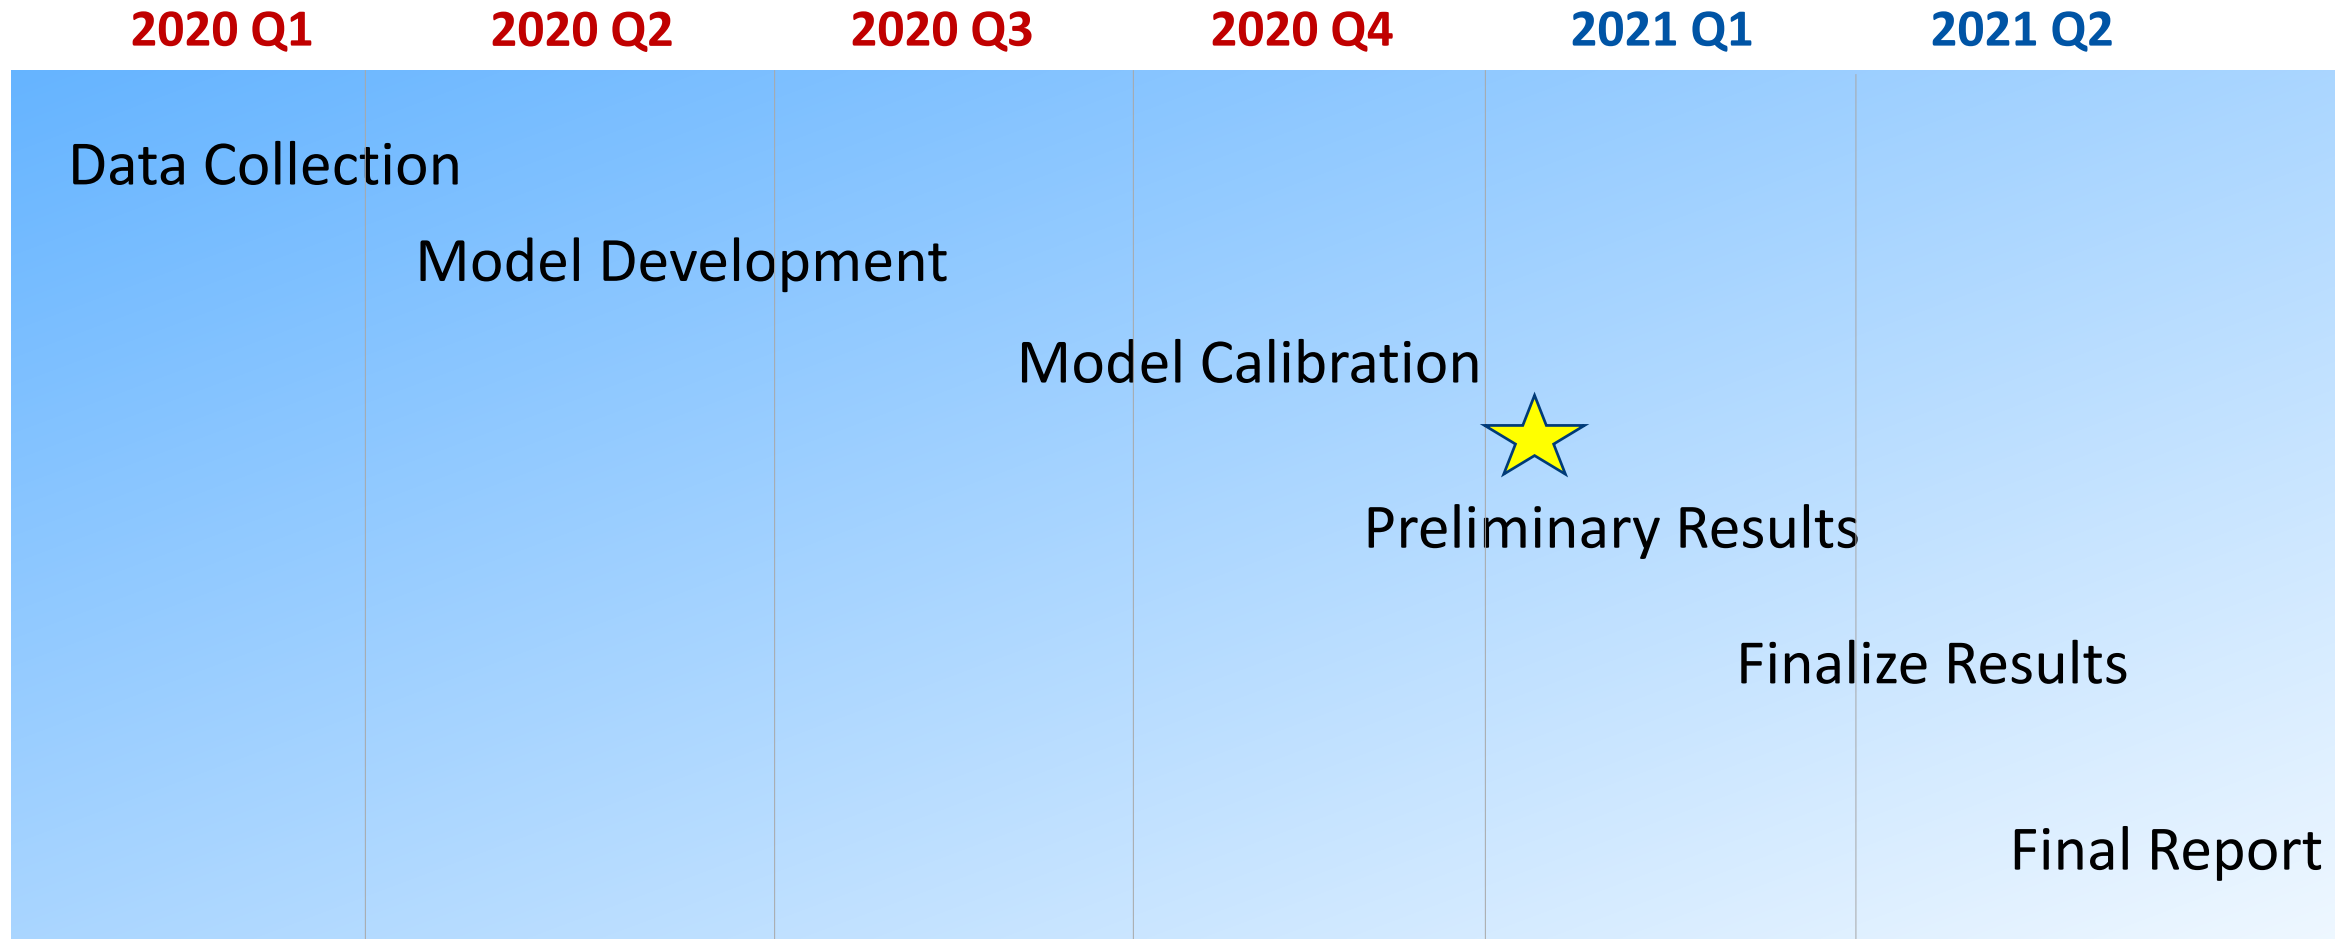 2020 Q1 2020 Q2 2020 Q3 2020 Q4 2021 Q1 2021 Q2
Data Collection
Model Development
Model Calibration
Preliminary Results
Finalize Results
Final Report